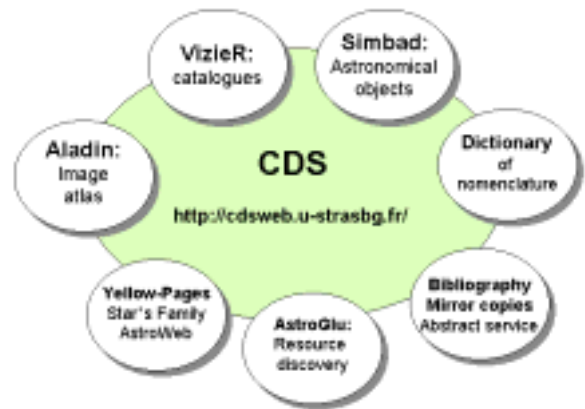 VizieR:
catalogues
Simbad:
Astronomical
objects
Aladin:
Image
atlas
CDS
http://cdsweb.u-strasbg.fr/
Dictionary
of
nomenclature
Yellow-Pages
Star's Family
AstroWeb
AstroGlu:
Resource
discovery
Bibliography
Mirror copies
Abstract service